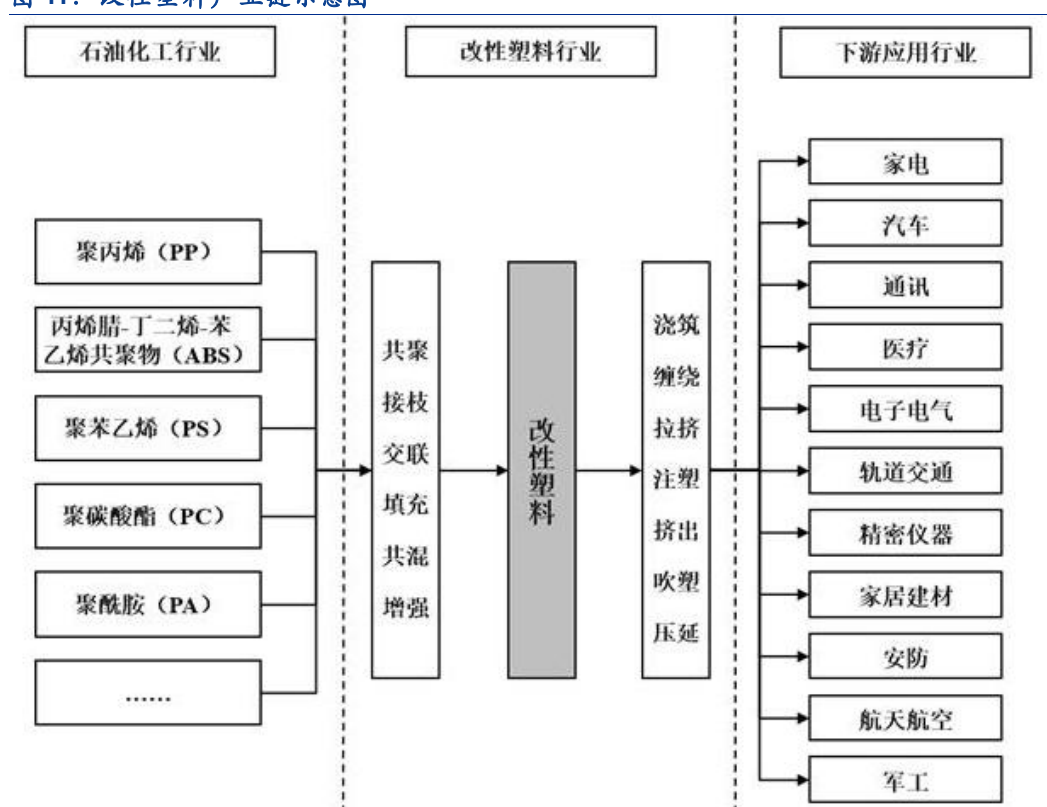 石油化工行业
改性塑料行业
下游应用行业
聚丙烯（PP）
丙烯腈-丁二烯-苯
乙烯共聚物（ABS）
聚苯乙烯（PS）
聚碳酸酯（PC）
聚酰胺（PA）
……
共聚
接枝
交联
填充
共混
增强
改性塑料
浇筑
缠绕
拉挤
注塑
挤出
吹塑
压延
家电
汽车
通讯
医疗
电子电气
轨道交通
精密仪器
家居建材
安防
航天航空
军工